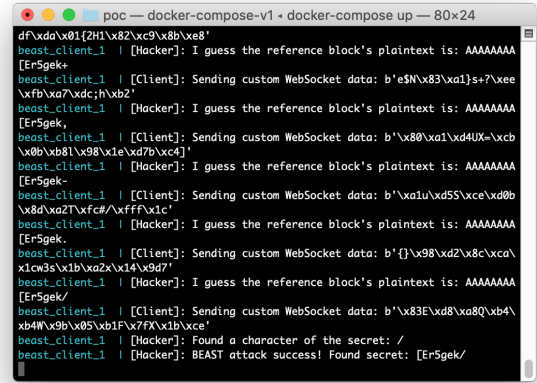 poc — docker-compose-v1 ◂ docker-compose up — 80×24
df\xda\x01{2H1\x82\xc9\x8b\xe8'
beast_client_1  | [Hacker]: I guess the reference block's plaintext is: AAAAAAAA
[Er5gek+
beast_client_1  | [Client]: Sending custom WebSocket data: b'e$N\x83\xa1}s+?\xee
\xfb\xa7\xdc;h\xb2'
beast_client_1  | [Hacker]: I guess the reference block's plaintext is: AAAAAAAA
[Er5gek,
beast_client_1  | [Client]: Sending custom WebSocket data: b'\x80\xa1\xd4UX=\xcb
\x0b\xb8l\x98\x1e\xd7b\xc4]'
beast_client_1  | [Hacker]: I guess the reference block's plaintext is: AAAAAAAA
[Er5gek-
beast_client_1  | [Client]: Sending custom WebSocket data: b'\xa1u\xd5S\xce\xd0b
\x8d\xa2T\xfc#/\xfff\x1c'
beast_client_1  | [Hacker]: I guess the reference block's plaintext is: AAAAAAAA
[Er5gek.
beast_client_1  | [Client]: Sending custom WebSocket data: b'{}\x98\xd2\x8c\xca\
x1cw3s\x1b\xa2x\x14\x9d7'
beast_client_1  | [Hacker]: I guess the reference block's plaintext is: AAAAAAAA
[Er5gek/
beast_client_1  | [Client]: Sending custom WebSocket data: b'\x83E\xd8\xa8Q\xb4\
xb4W\x9b\x05\xb1F\x7fX\x1b\xce'
beast_client_1  | [Hacker]: Found a character of the secret: /
beast_client_1  | [Hacker]: BEAST attack success! Found secret: [Er5gek/